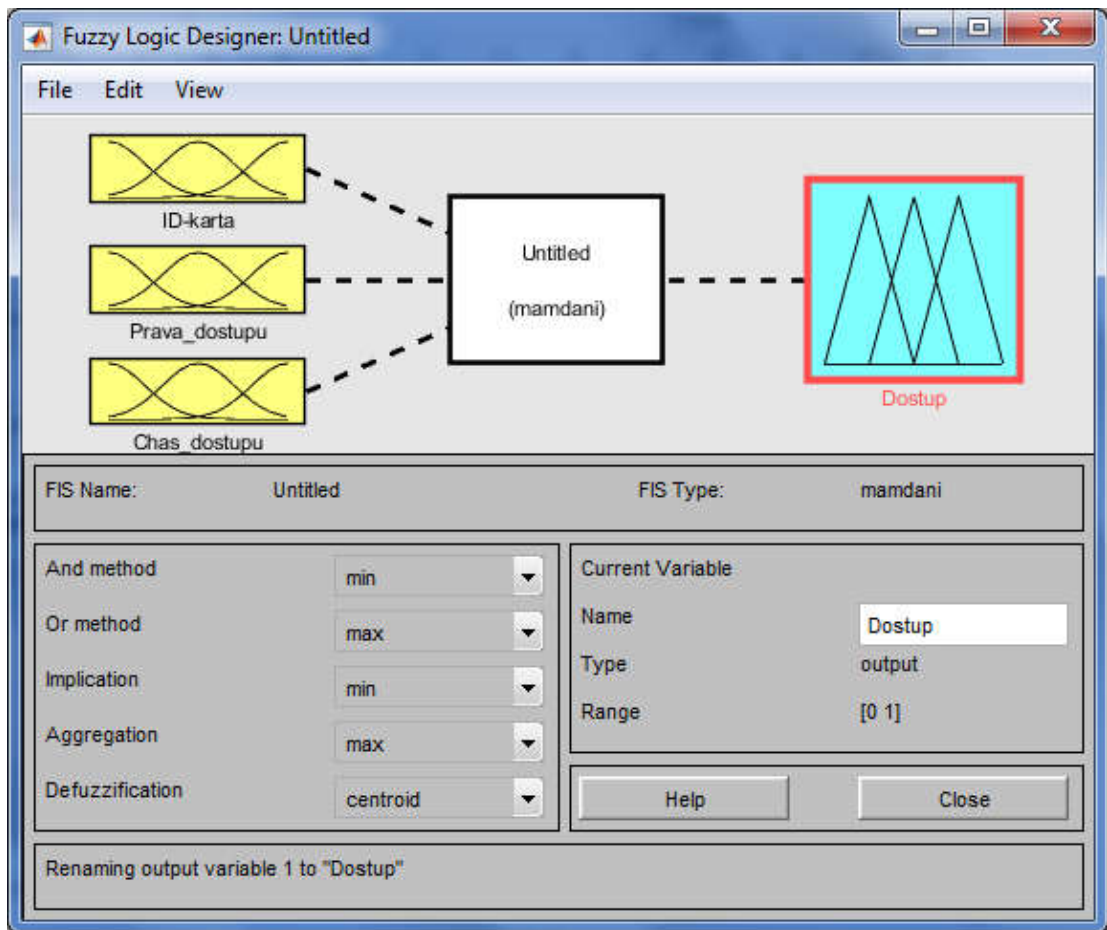 Fuzzy Logic Designer: Untitled
File Edit View
ID-karta
Prava_dostupu
Chas_dostupu
Untitled
(mamdani)
Dostup
FIS Name: Untitled FIS Type: mamdani
And method min
Or method max
Implication min
Aggregation max
Defuzzification centroid
Current Variable
Name Dostup
Type output
Range [0 1]
Help Close
Renaming output variable 1 to "Dostup"